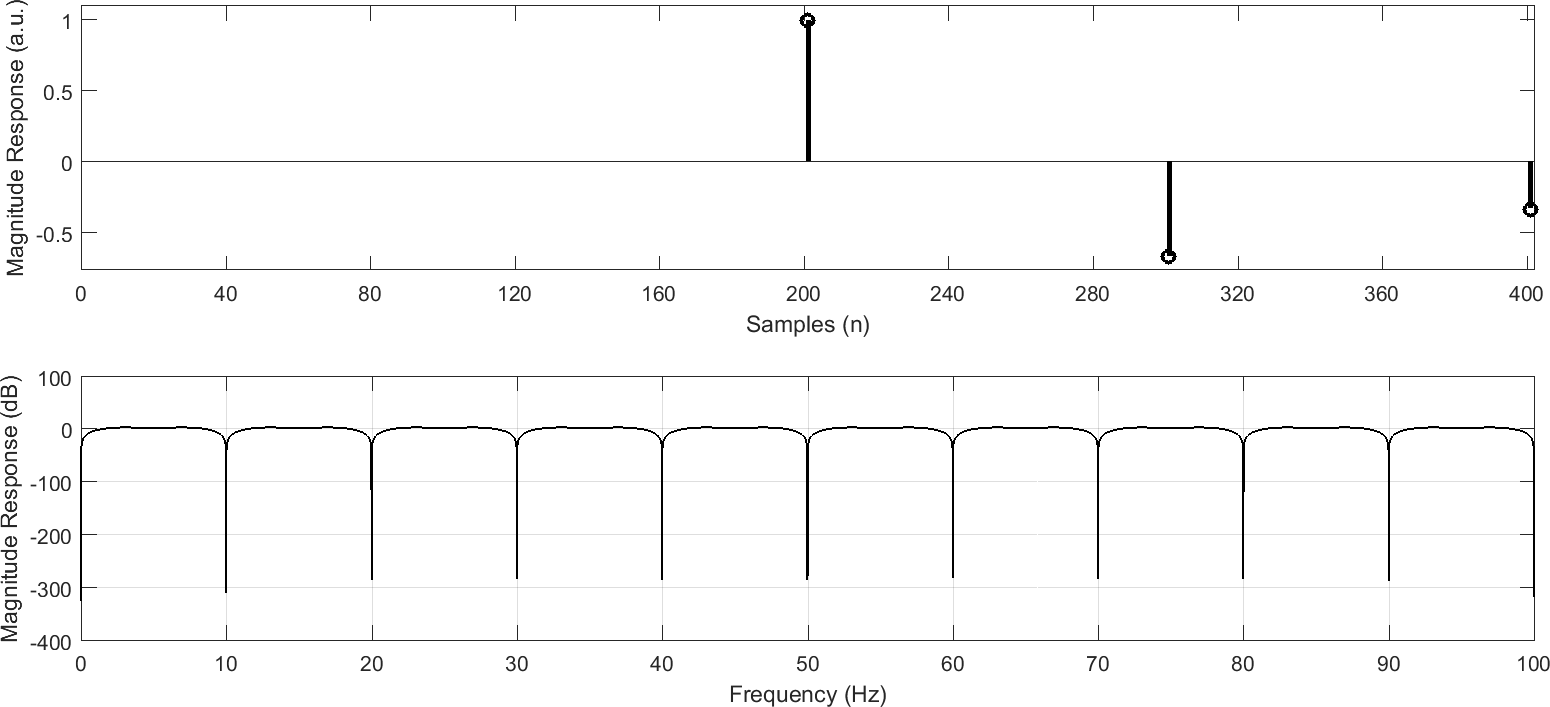 Magnitude Response (a.u.)
1
0.5
0
-0.5
0 40 80 120 160 200 240 280 320 360 400
Samples (n)
Magnitude Response (dB)
100
0
-100
-200
-300
-400
0 10 20 30 40 50 60 70 80 90 100
Frequency (Hz)